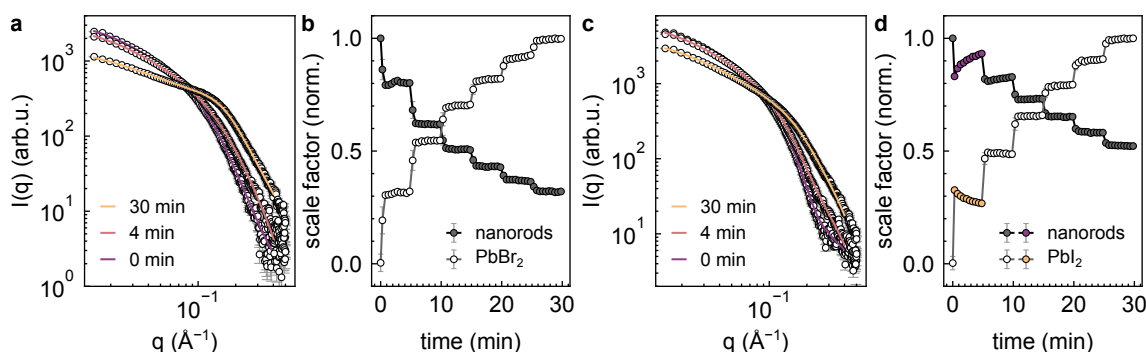 a
I(q) (arb.u.)
10³
10²
10¹
10⁰
30 min
4 min
0 min
10⁻¹
q (Å⁻¹)
b
scale factor (norm.)
1.0
0.5
0.0
nanorods
PbBr₂
0 10 20 30
time (min)
c
I(q) (arb.u.)
10³
10²
10¹
30 min
4 min
0 min
10⁻¹
q (Å⁻¹)
d
scale factor (norm.)
1.0
0.5
0.0
nanorods
PbI₂
0 10 20 30
time (min)